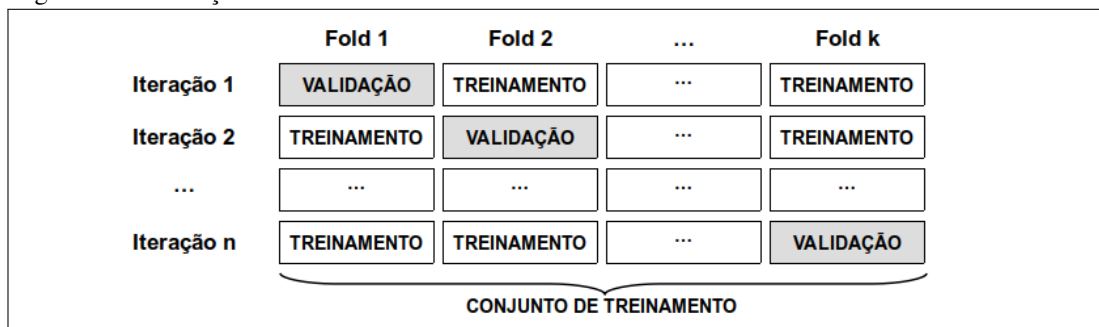 Fold 1 Fold 2 ... Fold k
Iteração 1 VALIDAÇÃO TREINAMENTO ... TREINAMENTO
Iteração 2 TREINAMENTO VALIDAÇÃO ... TREINAMENTO
... ... ... ... ...
Iteração n TREINAMENTO TREINAMENTO ... VALIDAÇÃO
CONJUNTO DE TREINAMENTO